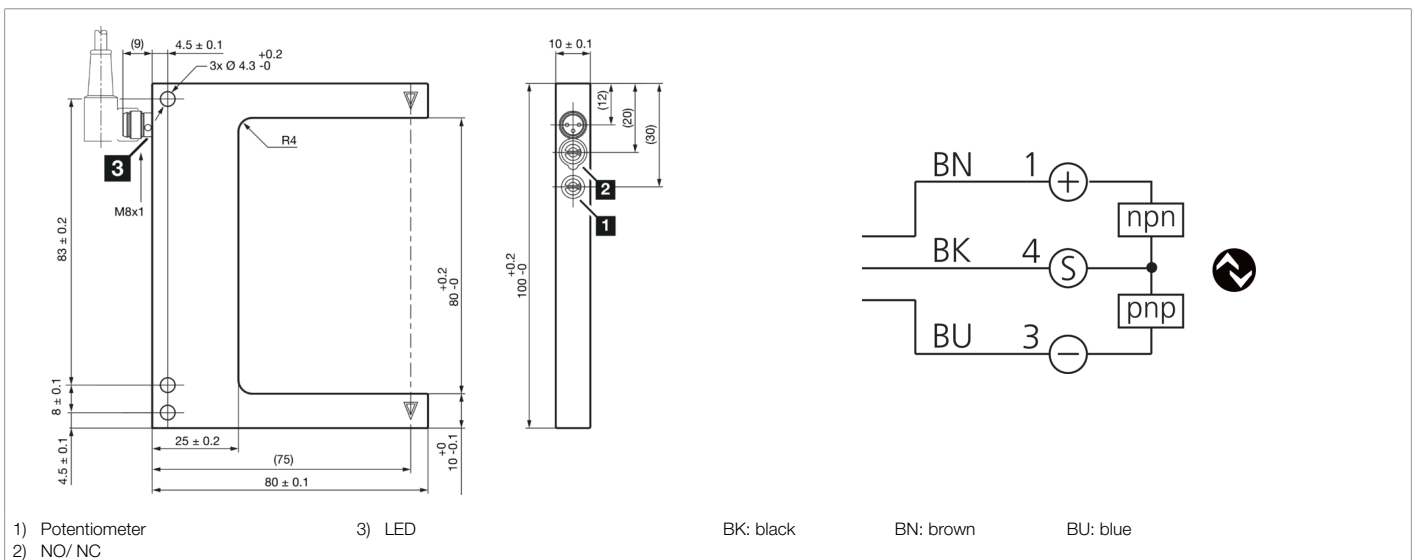 (9)
4.5 ± 0.1
+0.2
3x Ø 4.3 -0
R4
3
M8x1
83 ± 0.2
8 ± 0.1
4.5 ± 0.1
25 ± 0.2
(75)
80 ± 0.1
+0.2
80 -0
+0
10 -0.1
10 ± 0.1
(12)
(20)
(30)
2
1
+0.2
100 -0
BN 1 +
npn
BK 4 S
pnp
BU 3 −
1) Potentiometer 3) LED BK: black BN: brown BU: blue
2) NO/ NC